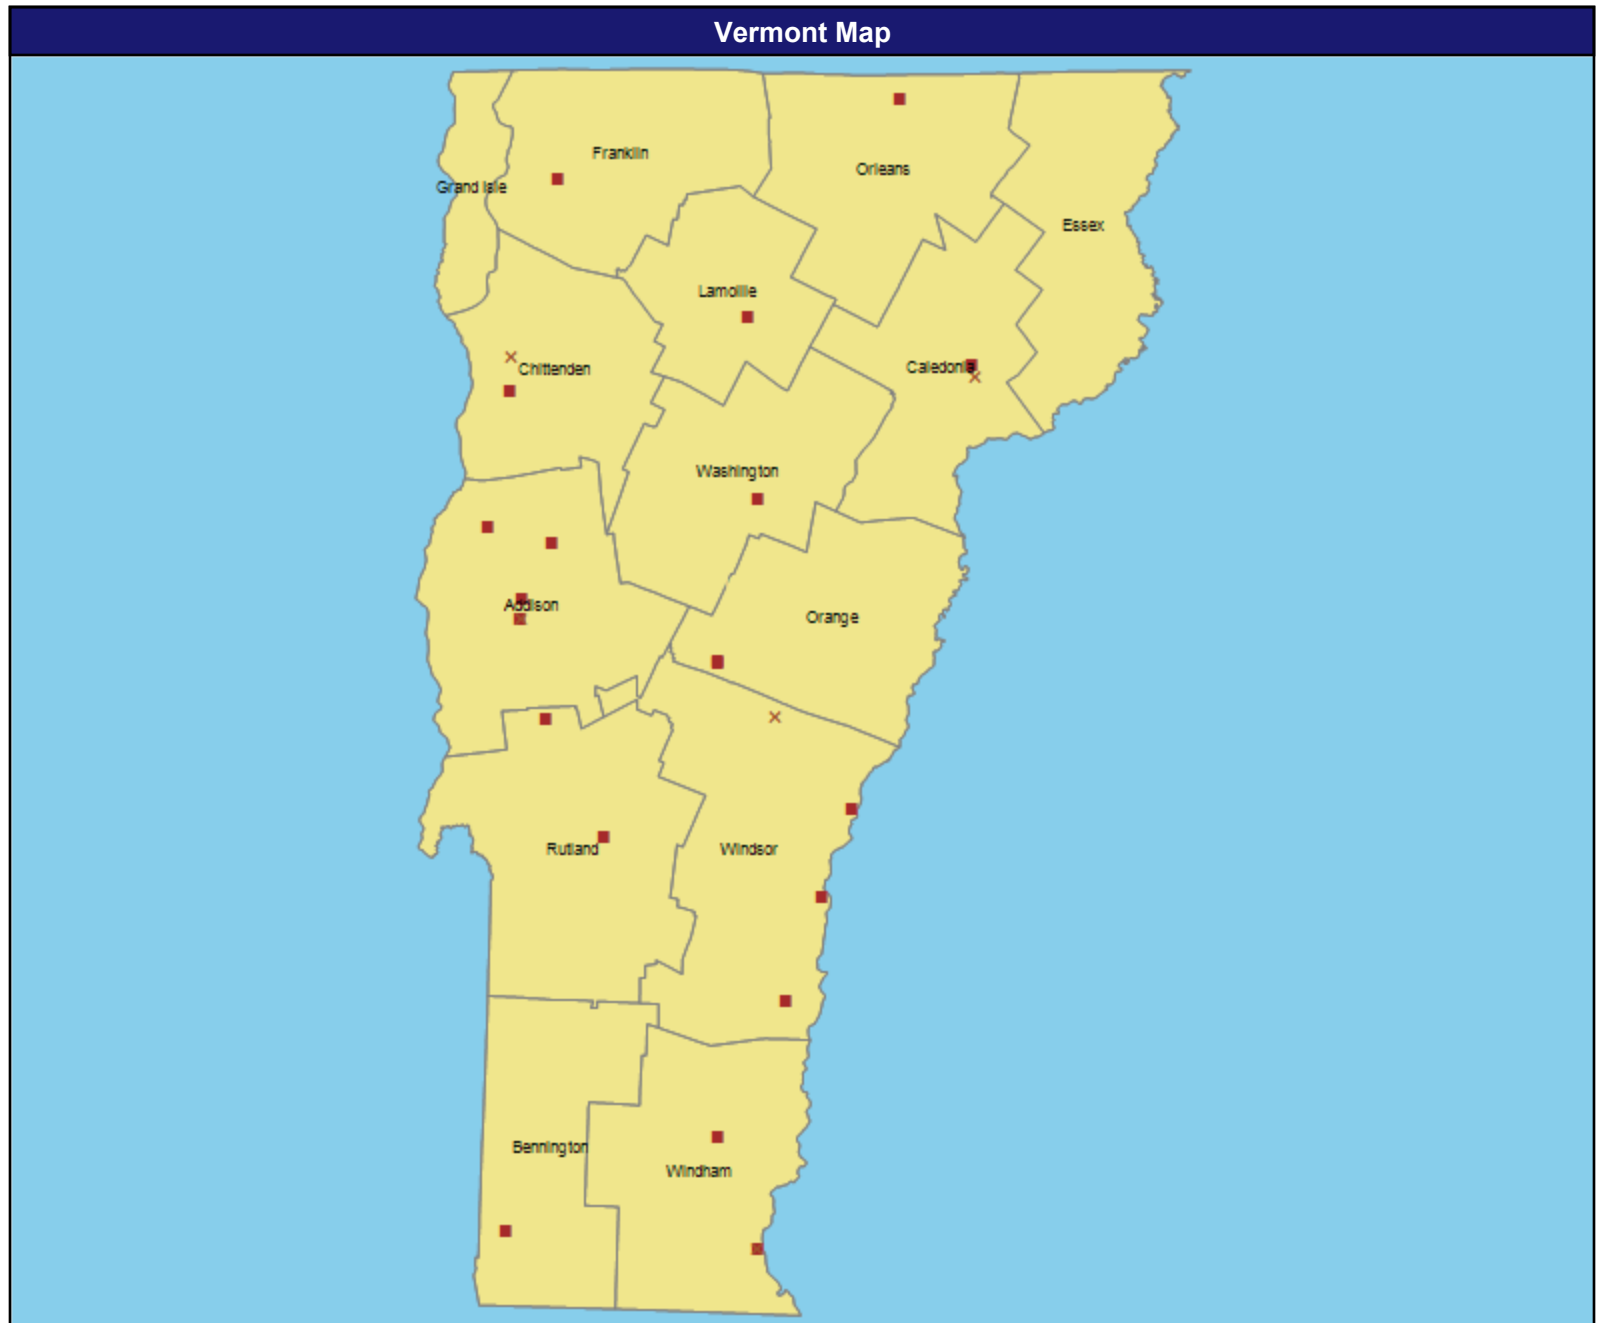 Vermont Map
Franklin
Orleans
Grand Isle
Essex
Lamoille
Chittenden
Caledonia
Washington
Addison
Orange
Rutland
Windsor
Bennington
Windham